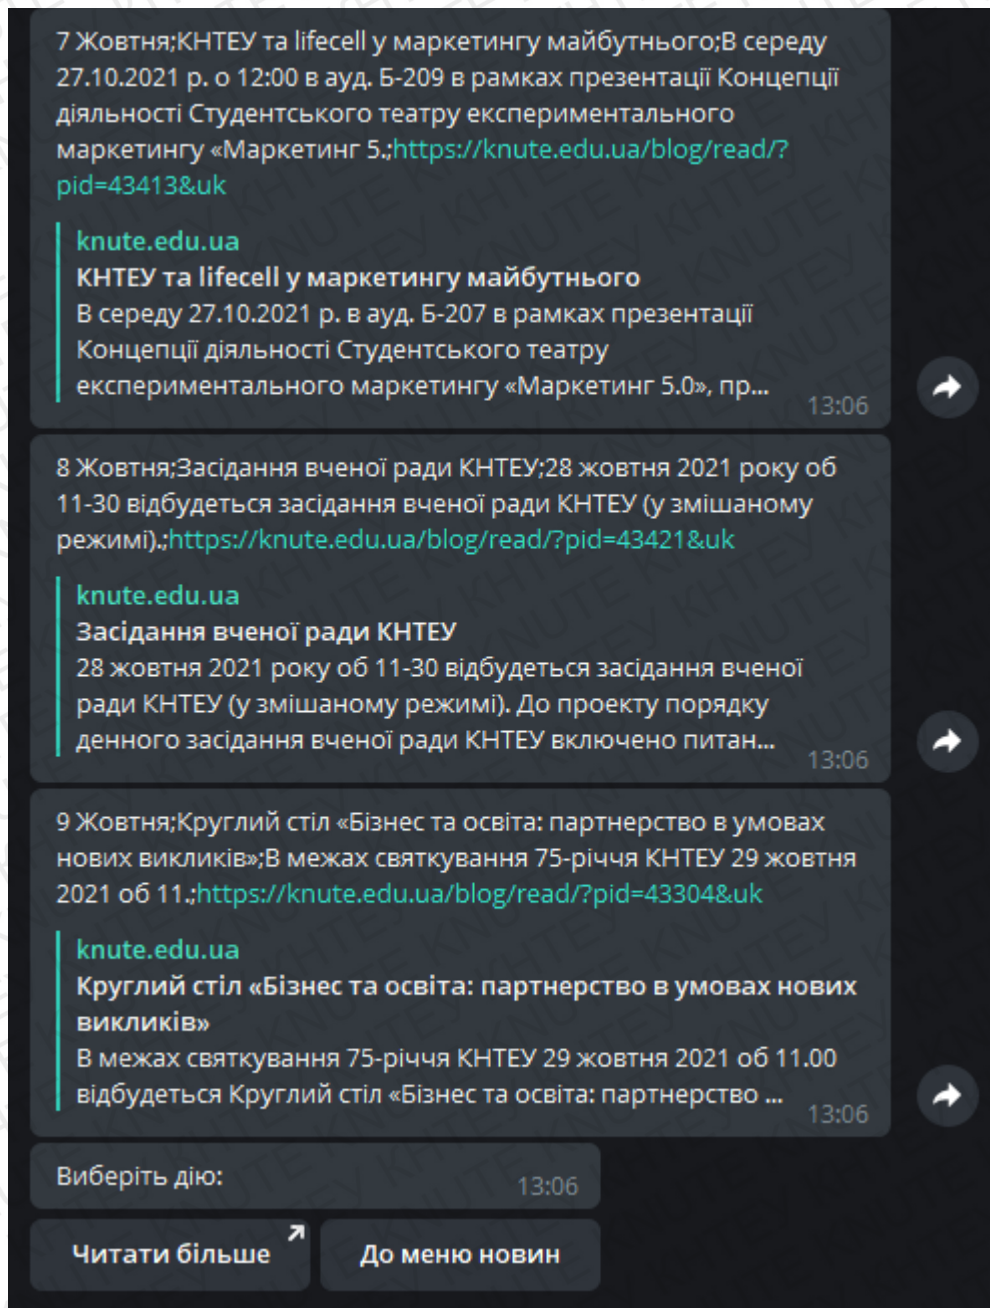 7 Жовтня;КНТЕУ та lifecell у маркетингу майбутнього;В середу
27.10.2021 р. о 12:00 в ауд. Б-209 в рамках презентації Концепції
діяльності Студентського театру експериментального
маркетингу «Маркетинг 5.;https://knute.edu.ua/blog/read/?
pid=43413&uk
knute.edu.ua
КНТЕУ та lifecell у маркетингу майбутнього
В середу 27.10.2021 р. в ауд. Б-207 в рамках презентації
Концепції діяльності Студентського театру
експериментального маркетингу «Маркетинг 5.0», пр...
13:06
8 Жовтня;Засідання вченої ради КНТЕУ;28 жовтня 2021 року об
11-30 відбудеться засідання вченої ради КНТЕУ (у змішаному
режимі).;https://knute.edu.ua/blog/read/?pid=43421&uk
knute.edu.ua
Засідання вченої ради КНТЕУ
28 жовтня 2021 року об 11-30 відбудеться засідання вченої
ради КНТЕУ (у змішаному режимі). До проекту порядку
денного засідання вченої ради КНТЕУ включено питан...
13:06
9 Жовтня;Круглий стіл «Бізнес та освіта: партнерство в умовах
нових викликів»;В межах святкування 75-річчя КНТЕУ 29 жовтня
2021 об 11.;https://knute.edu.ua/blog/read/?pid=43304&uk
knute.edu.ua
Круглий стіл «Бізнес та освіта: партнерство в умовах нових
викликів»
В межах святкування 75-річчя КНТЕУ 29 жовтня 2021 об 11.00
відбудеться Круглий стіл «Бізнес та освіта: партнерство ...
13:06
Виберіть дію:
13:06
Читати більше
До меню новин